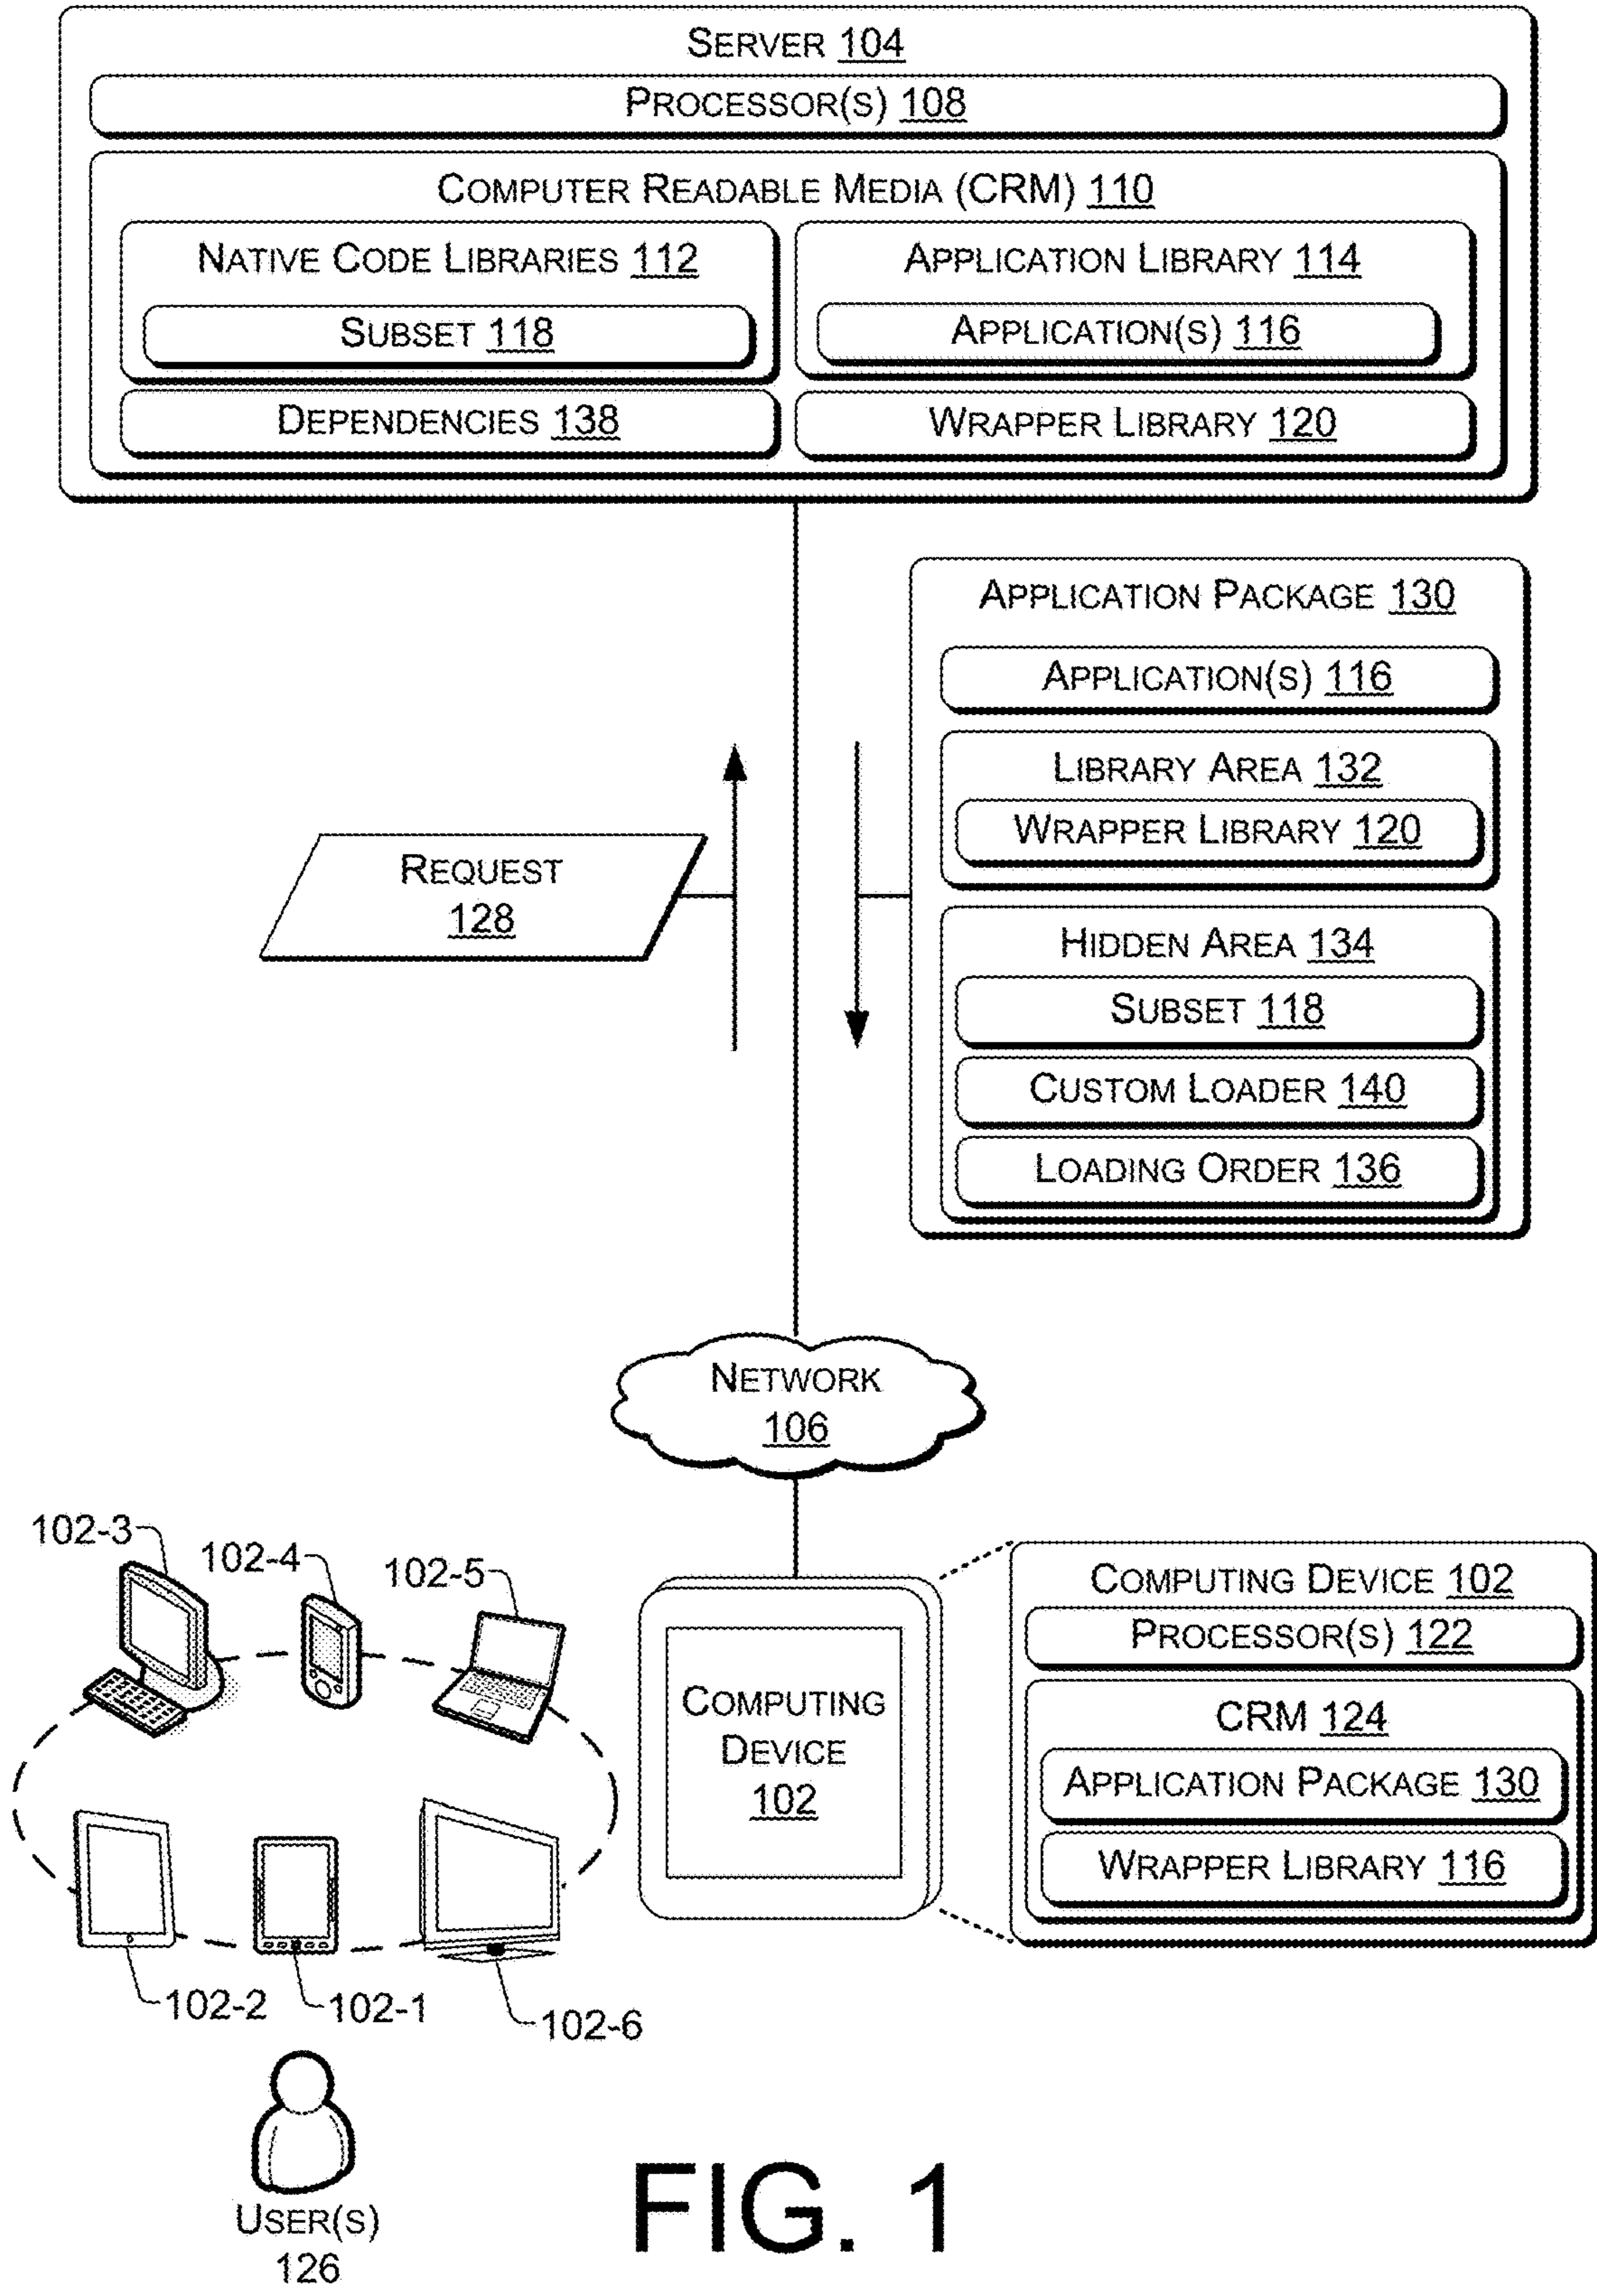 SERVER 104
PROCESSOR(S) 108
COMPUTER READABLE MEDIA (CRM) 110
NATIVE CODE LIBRARIES 112
SUBSET 118
DEPENDENCIES 138
APPLICATION LIBRARY 114
APPLICATION(S) 116
WRAPPER LIBRARY 120
APPLICATION PACKAGE 130
APPLICATION(S) 116
LIBRARY AREA 132
WRAPPER LIBRARY 120
HIDDEN AREA 134
SUBSET 118
CUSTOM LOADER 140
LOADING ORDER 136
REQUEST
128
NETWORK
106
102-3
102-4
102-5
102-2
102-1
102-6
COMPUTING
DEVICE
102
COMPUTING DEVICE 102
PROCESSOR(S) 122
CRM 124
APPLICATION PACKAGE 130
WRAPPER LIBRARY 116
USER(S)
126
FIG. 1